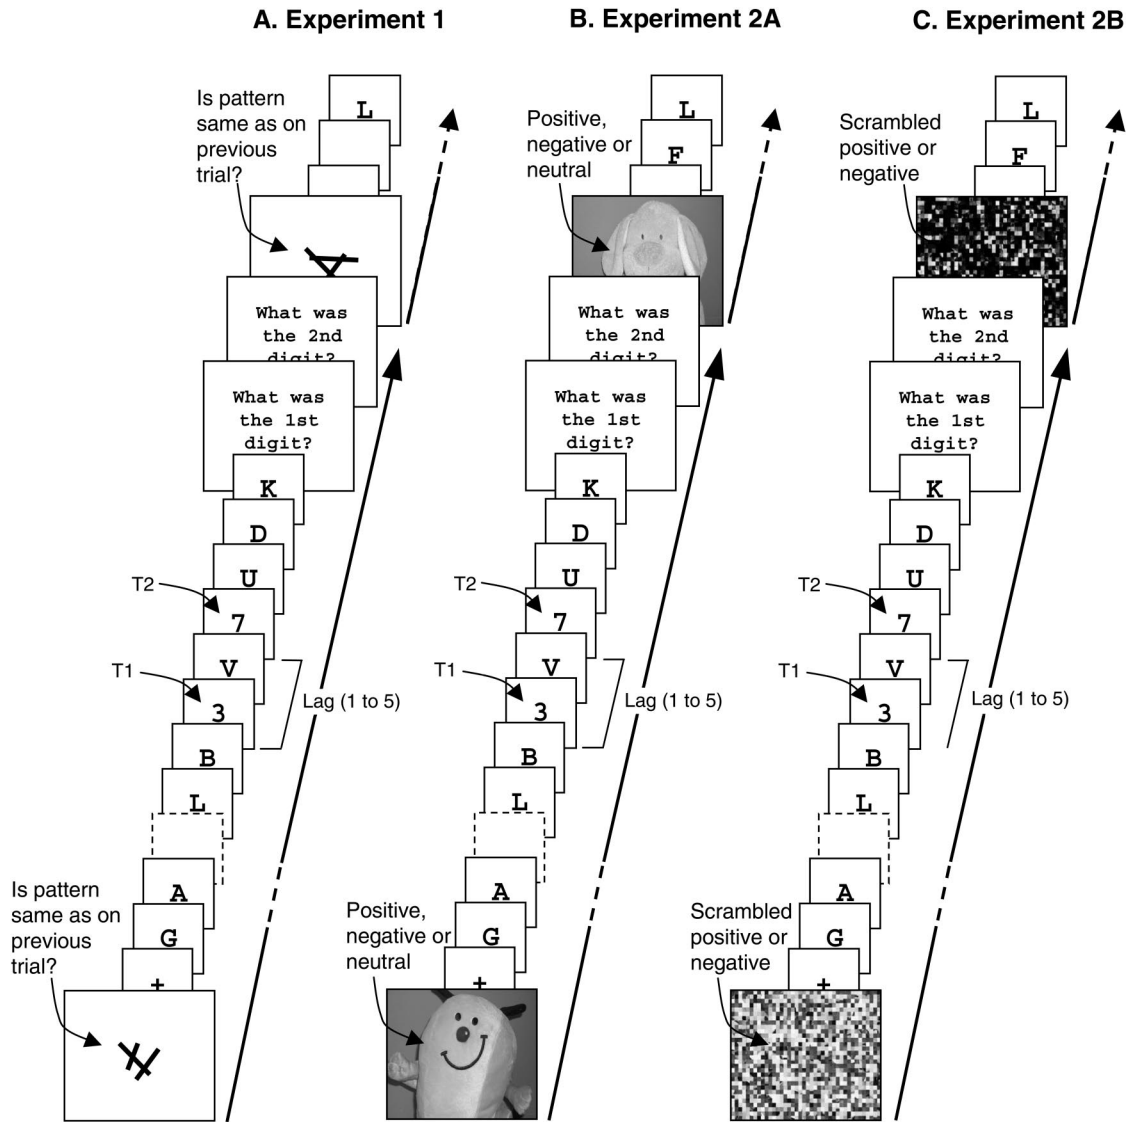 A. Experiment 1
Is pattern
same as on
previous
trial?
L
What was
the 2nd
digit?
What was
the 1st
digit?
K
D
U
T2
7
V
T1
3
Lag (1 to 5)
B
L
A
Is pattern
same as on
previous
trial?
G
+
B. Experiment 2A
Positive,
negative or
neutral
L
F
What was
the 2nd
digit?
What was
the 1st
digit?
K
D
U
T2
7
V
T1
3
Lag (1 to 5)
B
L
A
Positive,
negative or
neutral
G
+
C. Experiment 2B
Scrambled
positive or
negative
L
F
What was
the 2nd
digit?
What was
the 1st
digit?
K
D
U
T2
7
V
T1
3
Lag (1 to 5)
B
L
A
Scrambled
positive or
negative
G
+